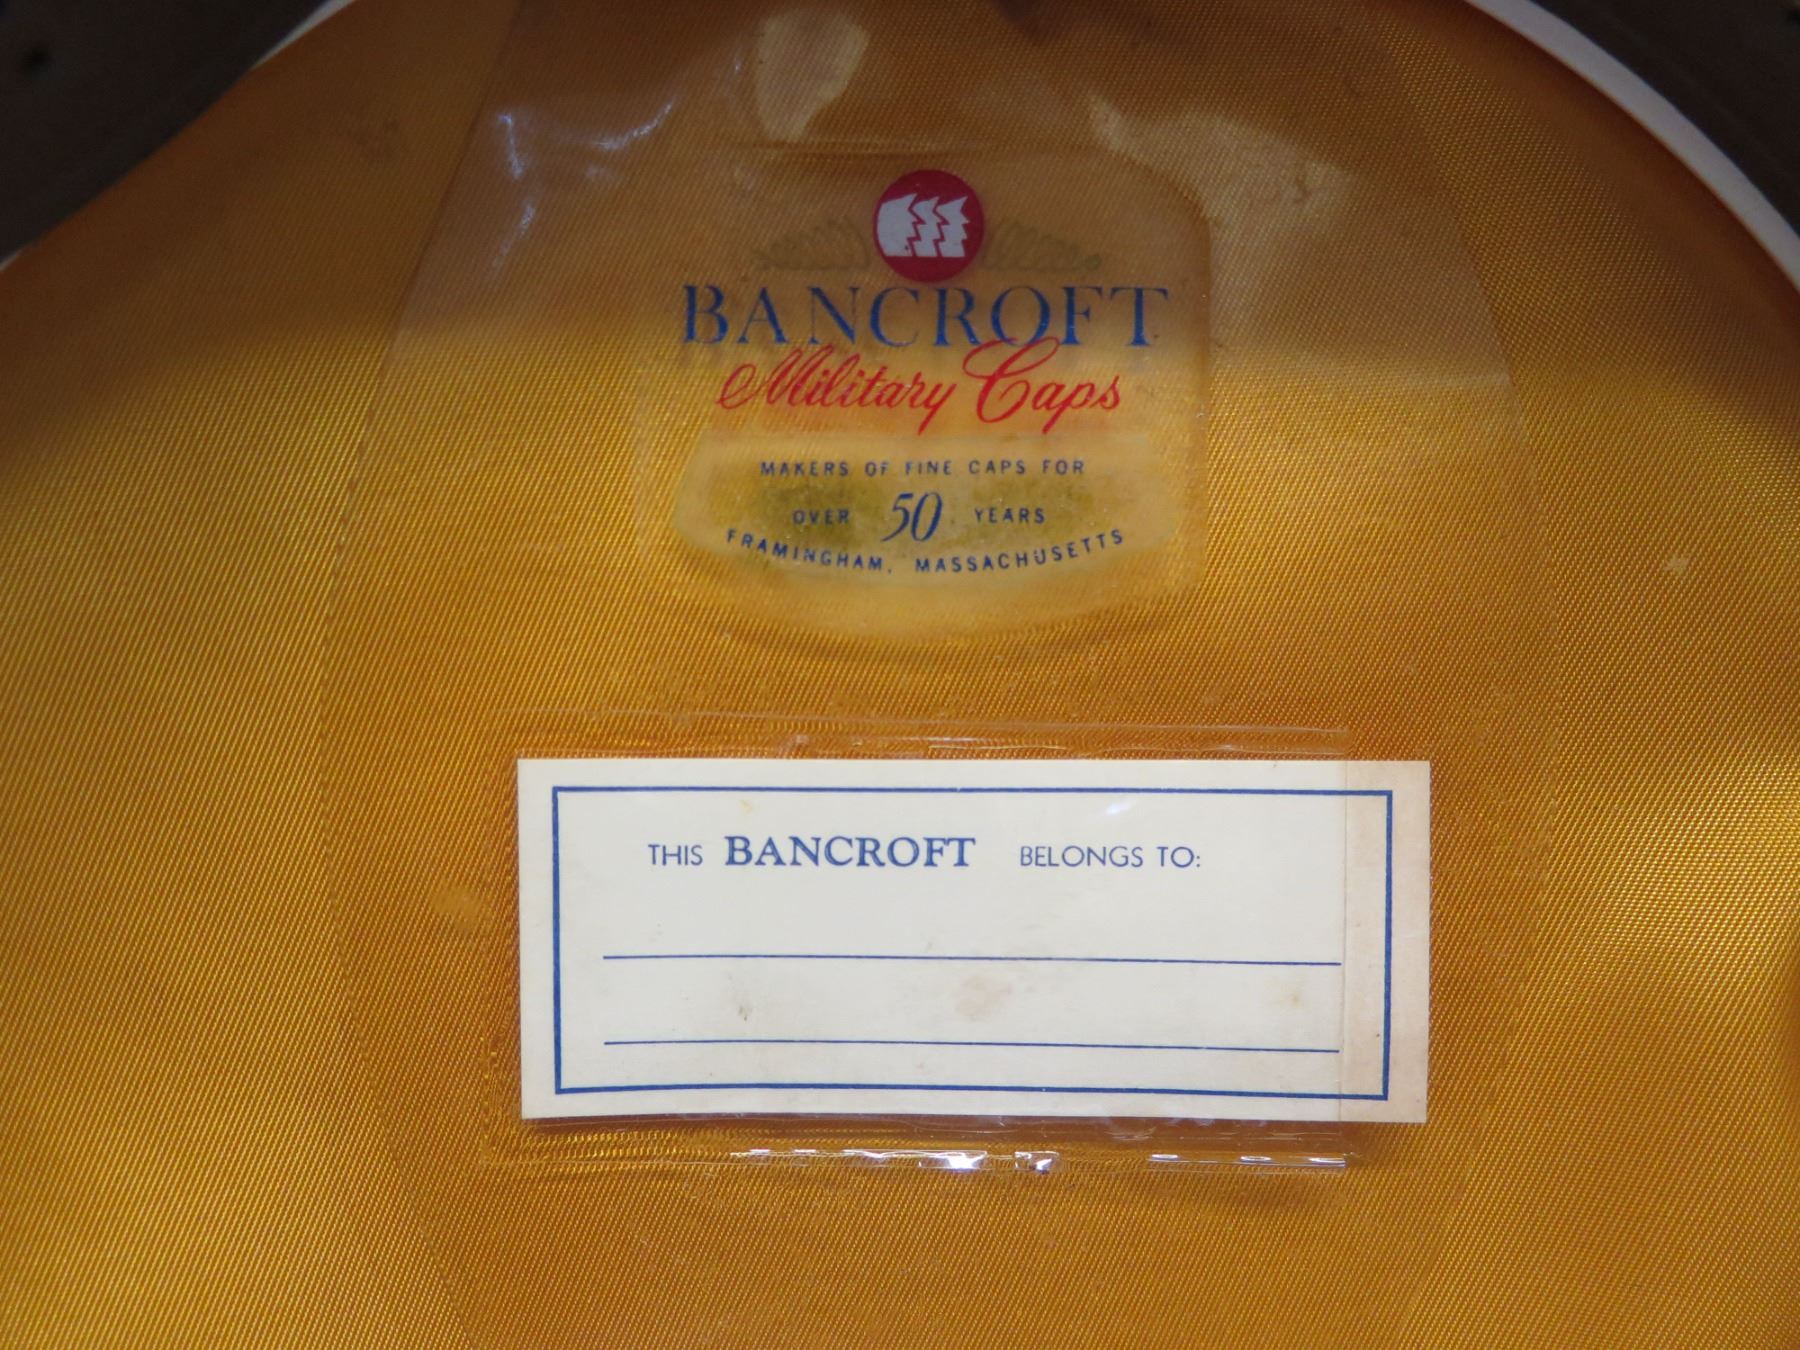 BANCROFT
Military Caps
MAKERS OF FINE CAPS FOR
OVER 50 YEARS
FRAMINGHAM, MASSACHUSETTS
THIS BANCROFT BELONGS TO: